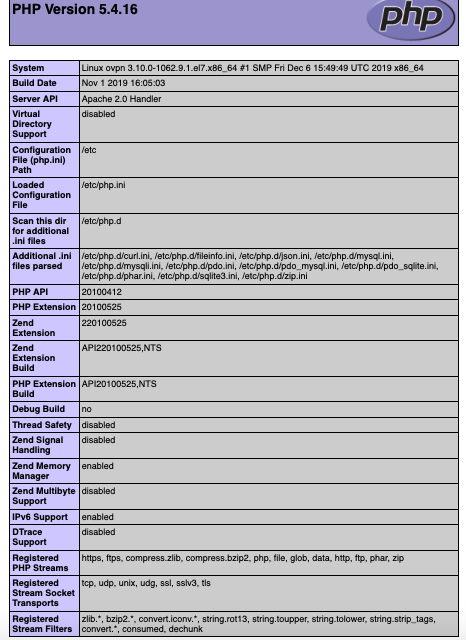 PHP Version 5.4.16
php
System Linux ovpn 3.10.0-1062.9.1.el7.x86_64 #1 SMP Fri Dec 6 15:49:49 UTC 2019 x86_64
Build Date Nov 1 2019 16:05:03
Server API Apache 2.0 Handler
Virtual disabled
Directory
Support
Configuration /etc
File (php.ini)
Path
Loaded /etc/php.ini
Configuration
File
Scan this dir /etc/php.d
for additional
.ini files
Additional .ini /etc/php.d/curl.ini, /etc/php.d/fileinfo.ini, /etc/php.d/json.ini, /etc/php.d/mysql.ini,
files parsed /etc/php.d/mysqli.ini, /etc/php.d/pdo.ini, /etc/php.d/pdo_mysql.ini, /etc/php.d/pdo_sqlite.ini,
/etc/php.d/phar.ini, /etc/php.d/sqlite3.ini, /etc/php.d/zip.ini
PHP API 20100412
PHP Extension 20100525
Zend 220100525
Extension
Zend API220100525,NTS
Extension
Build
PHP Extension API20100525,NTS
Build
Debug Build no
Thread Safety disabled
Zend Signal disabled
Handling
Zend Memory enabled
Manager
Zend Multibyte disabled
Support
IPv6 Support enabled
DTrace disabled
Support
Registered https, ftps, compress.zlib, compress.bzip2, php, file, glob, data, http, ftp, phar, zip
PHP Streams
Registered tcp, udp, unix, udg, ssl, sslv3, tls
Stream Socket
Transports
Registered zlib.*, bzip2.*, convert.iconv.*, string.rot13, string.toupper, string.tolower, string.strip_tags,
Stream Filters convert.*, consumed, dechunk